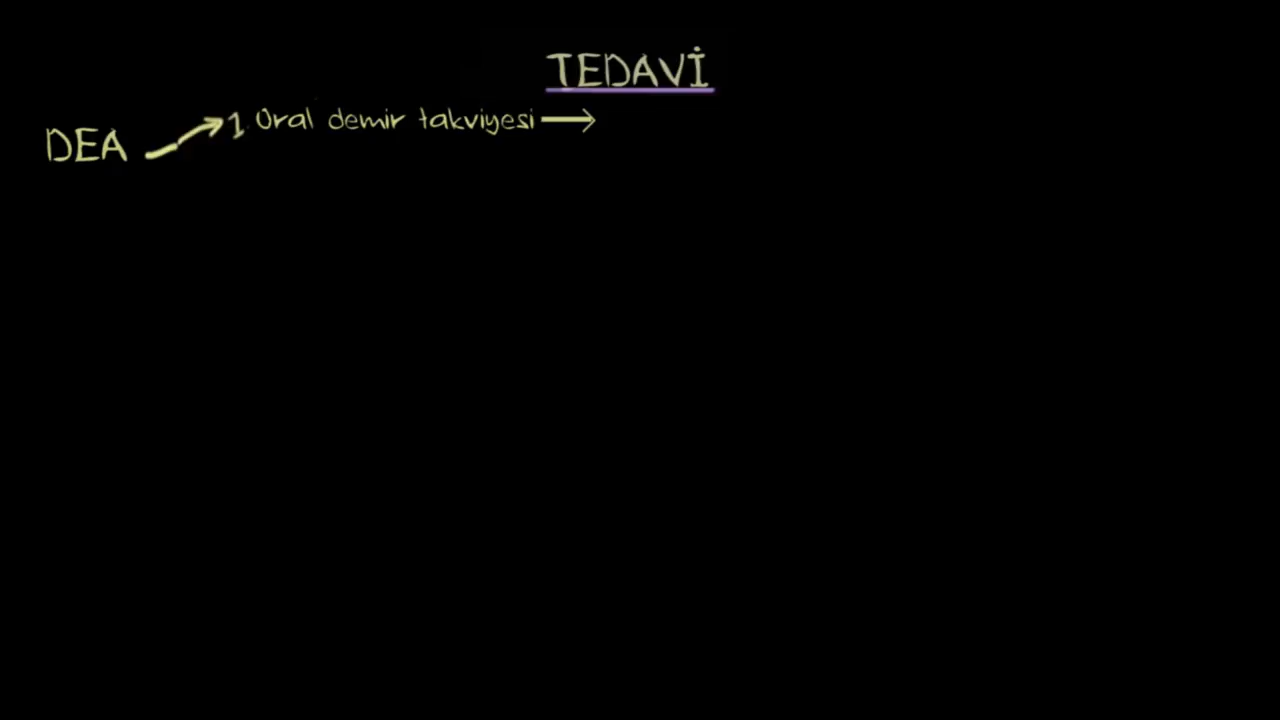 TEDAVİ
DEA → 1. Oral demir takviyesi →